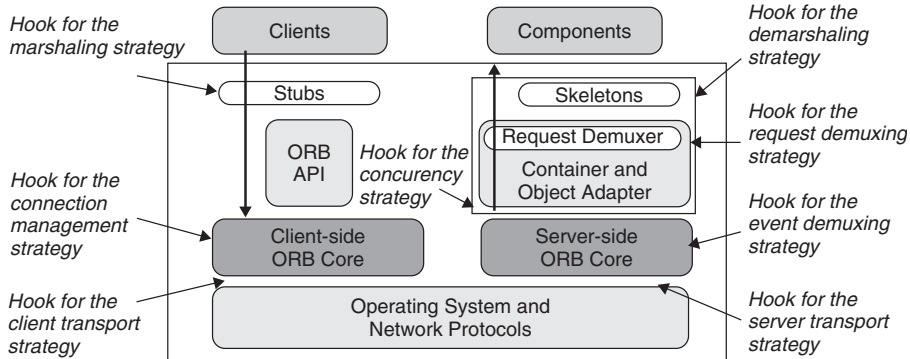 Hook for the
marshaling strategy
Clients
Components
Hook for the
demarshaling
strategy
Stubs
Skeletons
Hook for the
request demuxing
strategy
ORB
API
Hook for the
concurency
strategy
Request Demuxer
Container and
Object Adapter
Hook for the
connection
management
strategy
Client-side
ORB Core
Server-side
ORB Core
Hook for the
event demuxing
strategy
Hook for the
client transport
strategy
Operating System and
Network Protocols
Hook for the
server transport
strategy